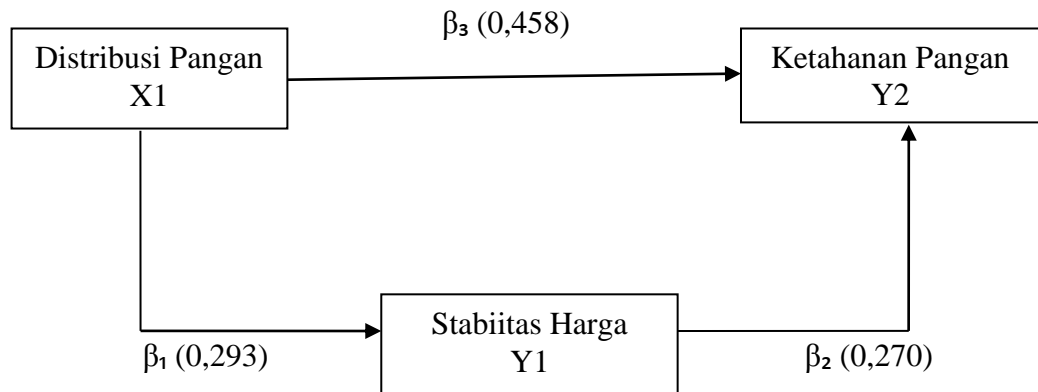 β₃ (0,458)
Distribusi Pangan
X1
Ketahanan Pangan
Y2
Stabiitas Harga
Y1
β₁ (0,293)
β₂ (0,270)